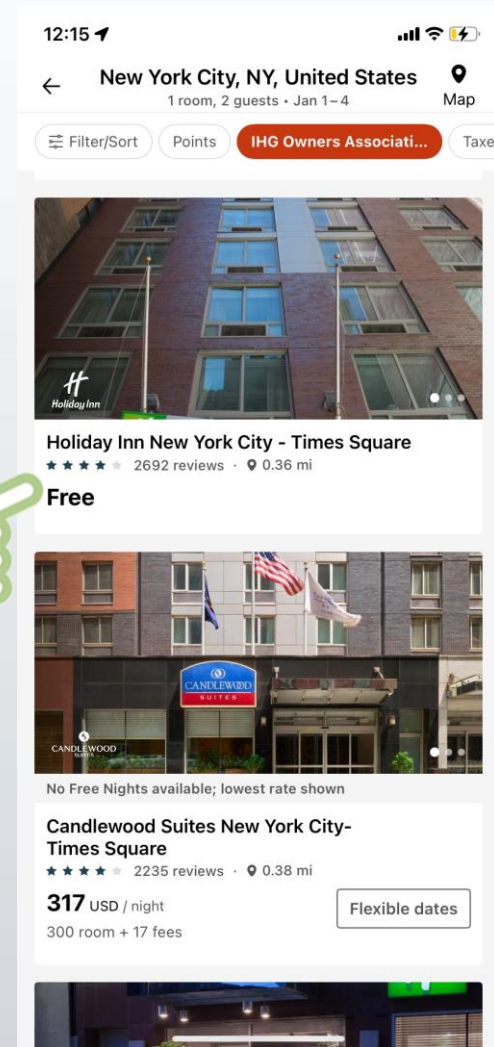 12:15
New York City, NY, United States
1 room, 2 guests • Jan 1–4
Map
Filter/Sort
Points
IHG Owners Associati...
Taxe
H
Holiday Inn
Holiday Inn New York City - Times Square
2692 reviews · 0.36 mi
Free
CANDLEWOOD
SUITES
CANDLEWOOD
SUITES
No Free Nights available; lowest rate shown
Candlewood Suites New York City-
Times Square
2235 reviews · 0.38 mi
317 USD / night
Flexible dates
300 room + 17 fees